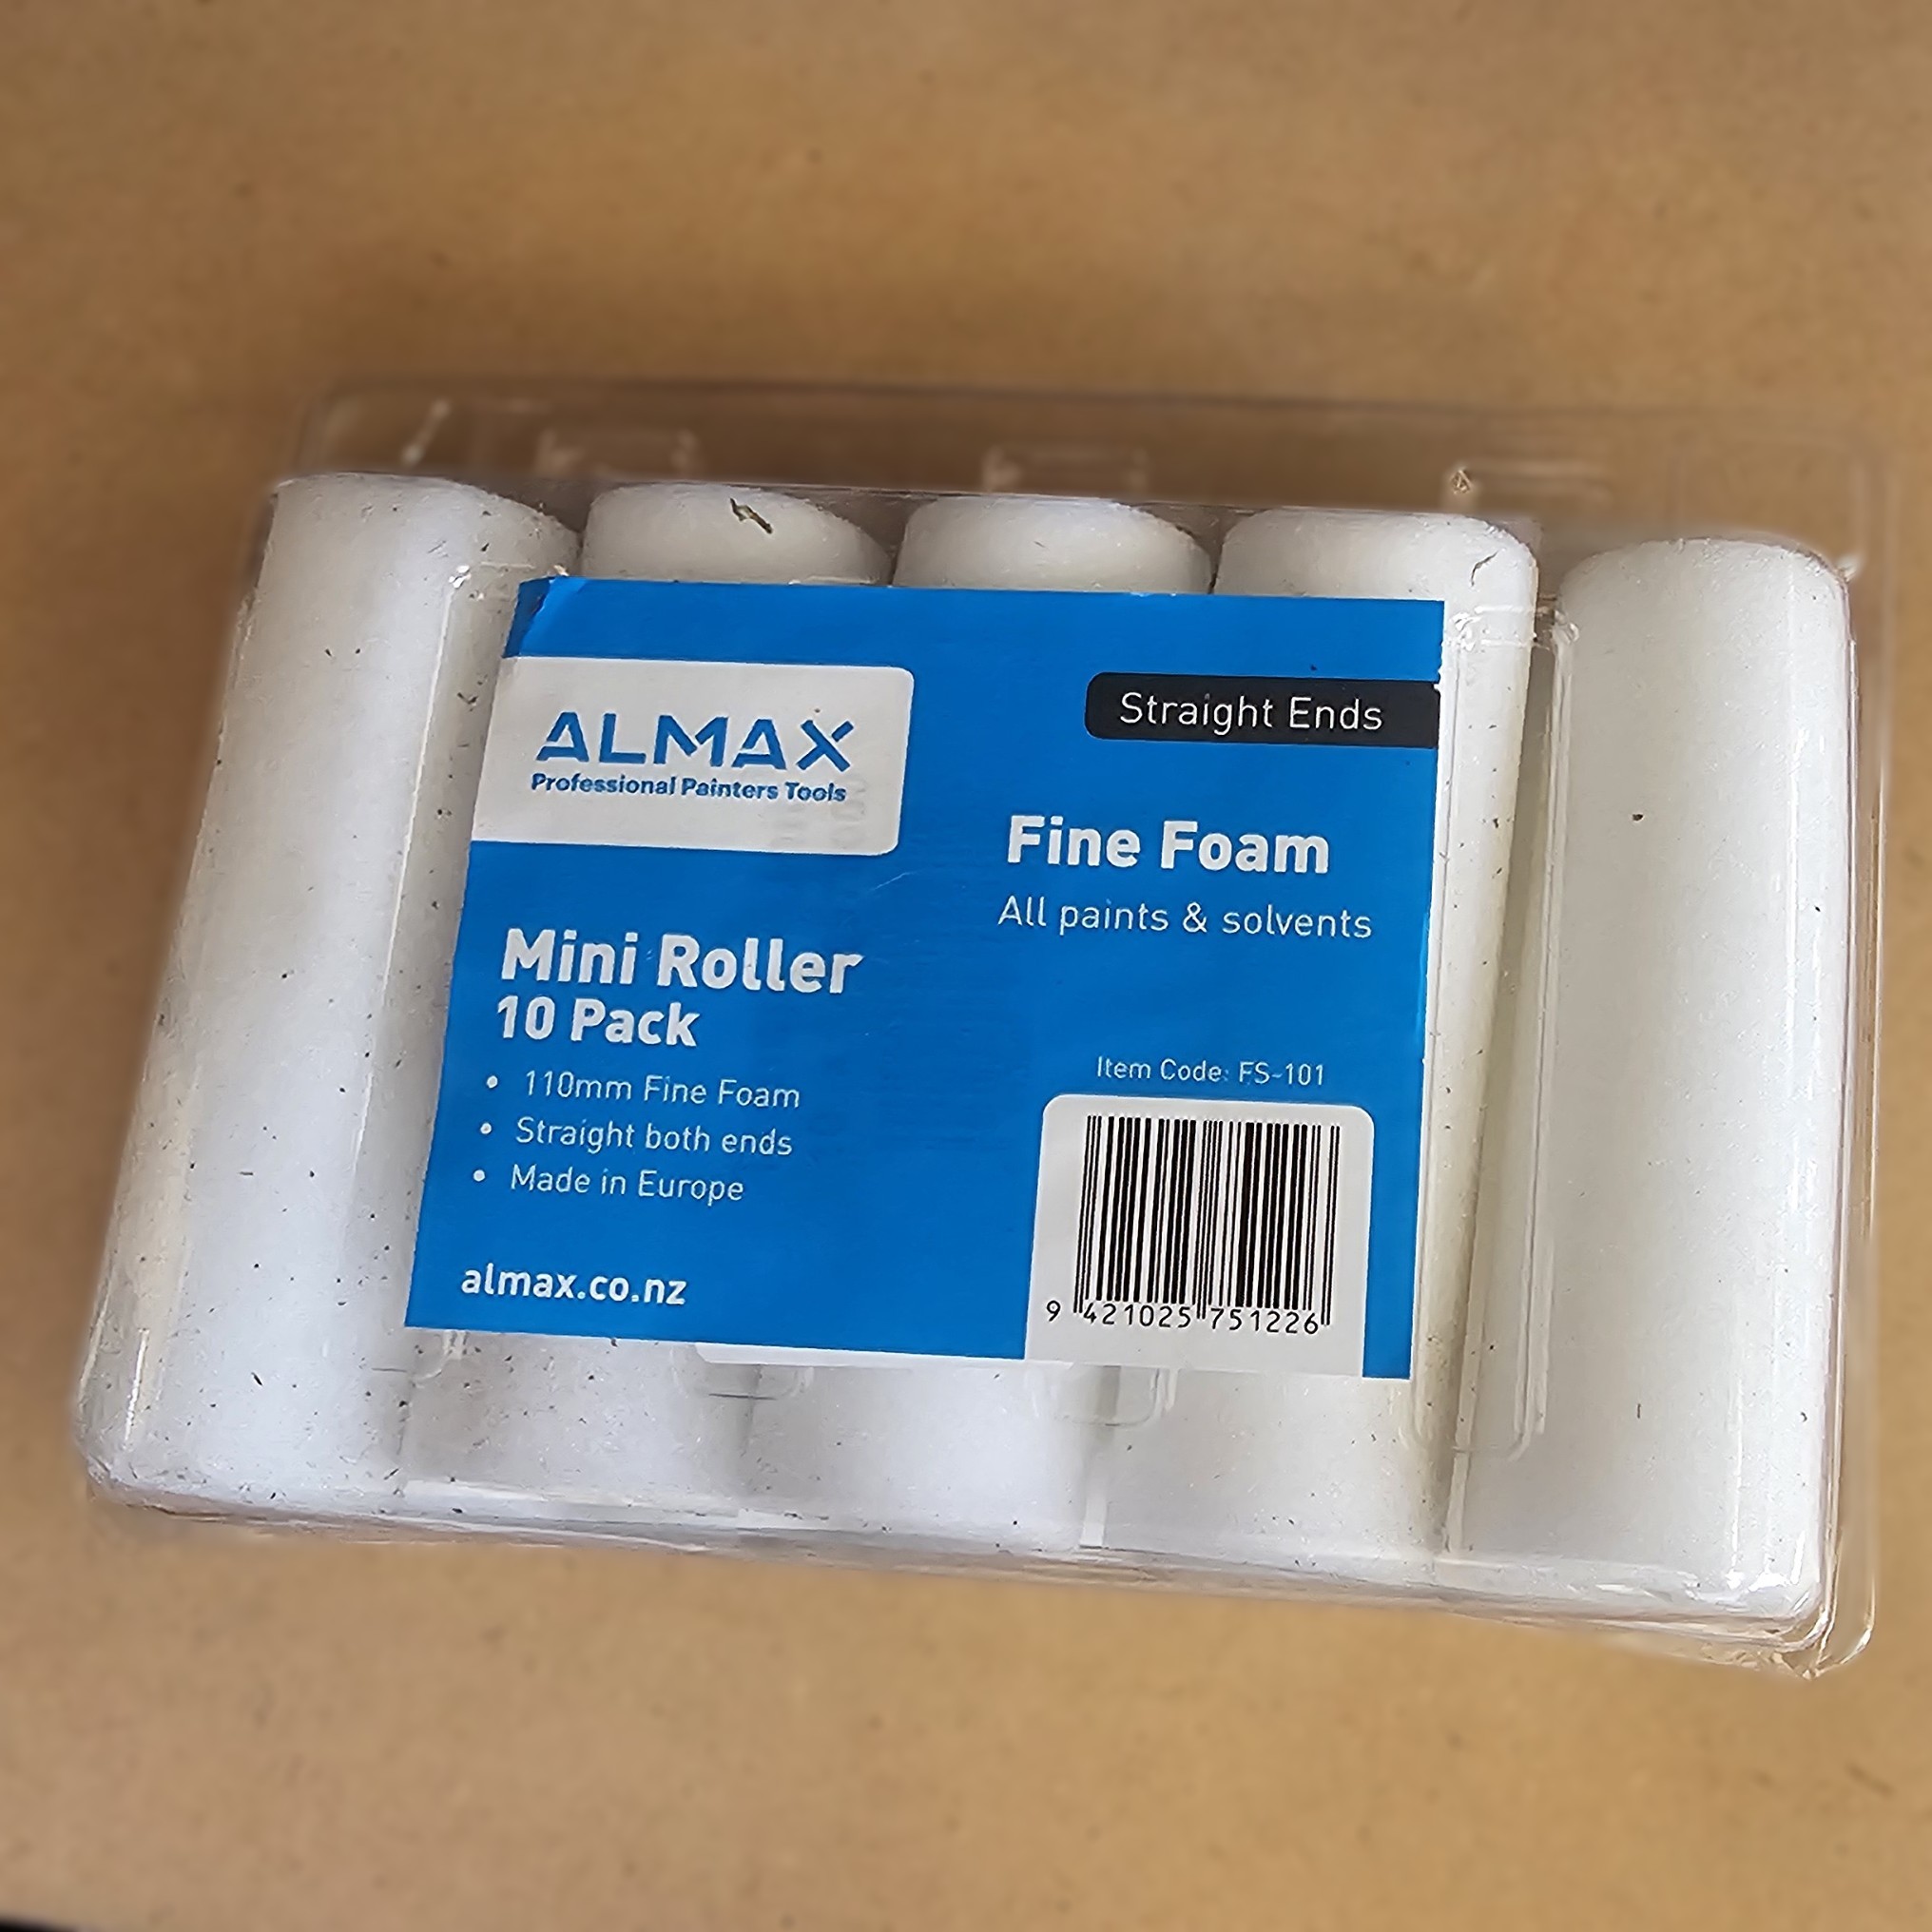 ALMAX
Professional Painters Tools
Straight Ends
Fine Foam
All paints & solvents
Mini Roller
10 Pack
• 110mm Fine Foam
• Straight both ends
• Made in Europe
almax.co.nz
Item Code: FS-101
9 421025 751226